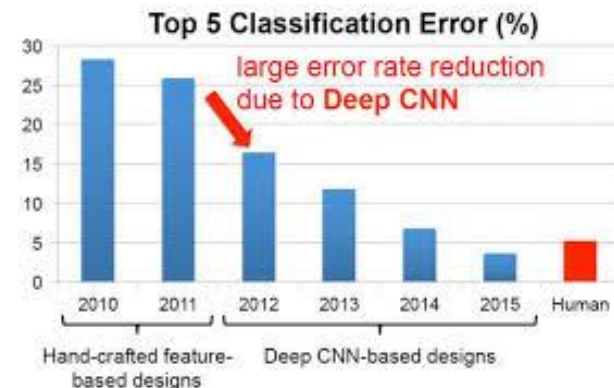 Top 5 Classification Error (%)
30
25
20
15
10
5
0
large error rate reduction
due to Deep CNN
2010 2011 2012 2013 2014 2015 Human
Hand-crafted feature-
based designs
Deep CNN-based designs